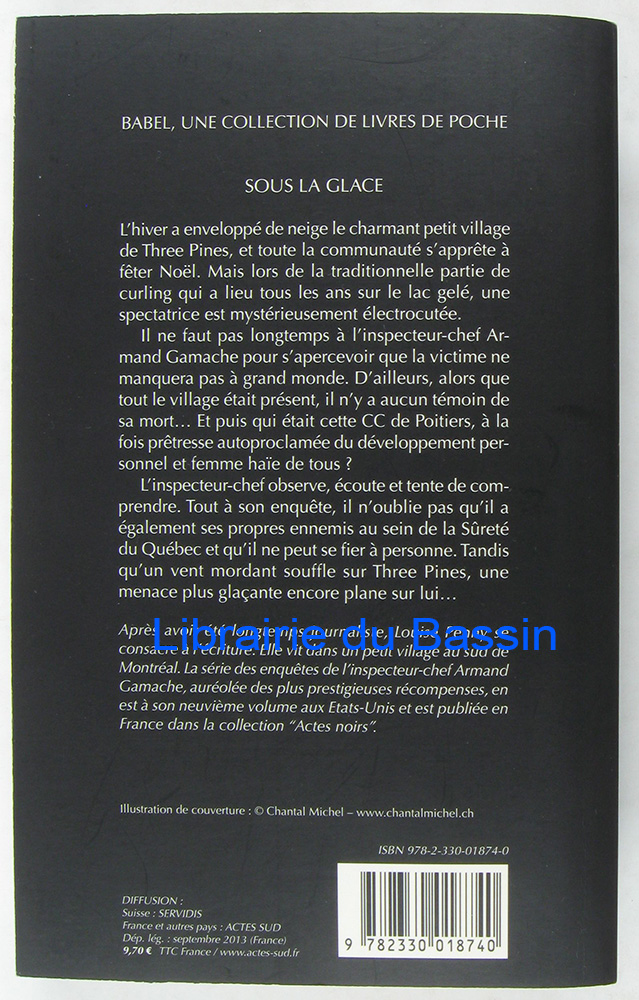 BABEL, UNE COLLECTION DE LIVRES DE POCHE
SOUS LA GLACE
L'hiver a enveloppé de neige le charmant petit village
de Three Pines, et toute la communauté s'apprête à
fêter Noël. Mais lors de la traditionnelle partie de
curling qui a lieu tous les ans sur le lac gelé, une
spectatrice est mystérieusement électrocutée.
Il ne faut pas longtemps à l'inspecteur-chef Ar-
mand Gamache pour s'apercevoir que la victime ne
manquera pas à grand monde. D'ailleurs, alors que
tout le village était présent, il n'y a aucun témoin de
sa mort… Et puis qui était cette CC de Poitiers, à la
fois prêtresse autoproclamée du développement per-
sonnel et femme haïe de tous ?
L'inspecteur-chef observe, écoute et tente de com-
prendre. Tout à son enquête, il n'oublie pas qu'il a
également ses propres ennemis au sein de la Sûreté
du Québec et qu'il ne peut se fier à personne. Tandis
qu'un vent mordant souffle sur Three Pines, une
menace plus glaçante encore plane sur lui…
Librairie du Bassin
Après avoir été longtemps journaliste, Louise Penny se
consacre à l'écriture. Elle vit dans un petit village au sud de
Montréal. La série des enquêtes de l'inspecteur-chef Armand
Gamache, auréolée des plus prestigieuses récompenses, en
est à son neuvième volume aux Etats-Unis et est publiée en
France dans la collection "Actes noirs".
Illustration de couverture : © Chantal Michel – www.chantalmichel.ch
ISBN 978-2-330-01874-0
DIFFUSION :
Suisse : SERVIDIS
France et autres pays : ACTES SUD
Dép. lég. : septembre 2013 (France)
9,70 € TTC France / www.actes-sud.fr
9 782330 018740